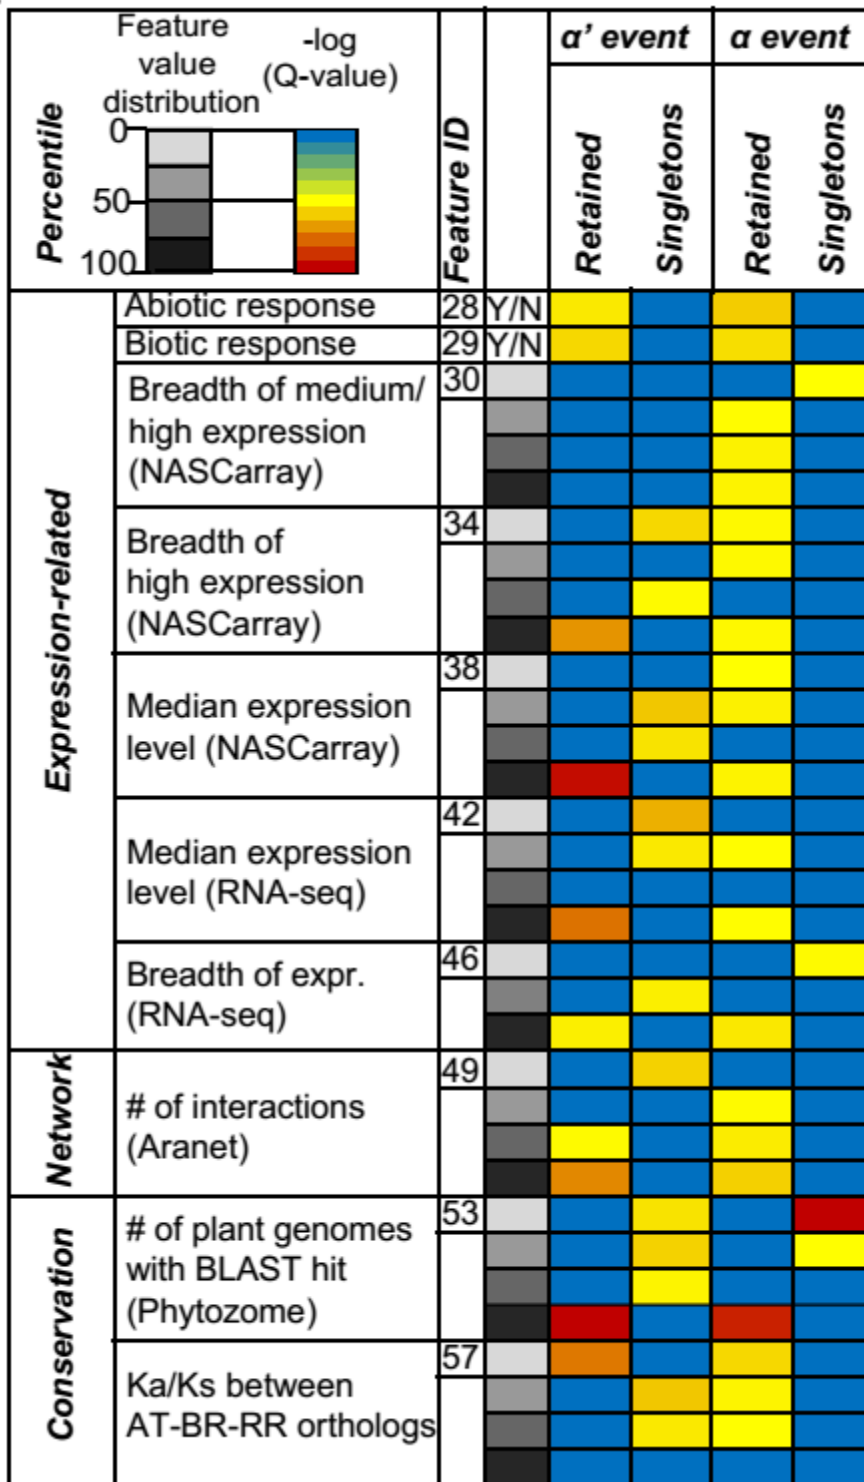 Feature
value
distribution
-log
(Q-value)
Percentile
0
50
100
Feature ID
α’ event
α event
Retained
Singletons
Retained
Singletons
Expression-related
Abiotic response
28
Y/N
Biotic response
29
Y/N
Breadth of medium/
high expression
(NASCarray)
30
Breadth of
high expression
(NASCarray)
34
Median expression
level (NASCarray)
38
Median expression
level (RNA-seq)
42
Breadth of expr.
(RNA-seq)
46
Network
# of interactions
(Aranet)
49
Conservation
# of plant genomes
with BLAST hit
(Phytozome)
53
Ka/Ks between
AT-BR-RR orthologs
57